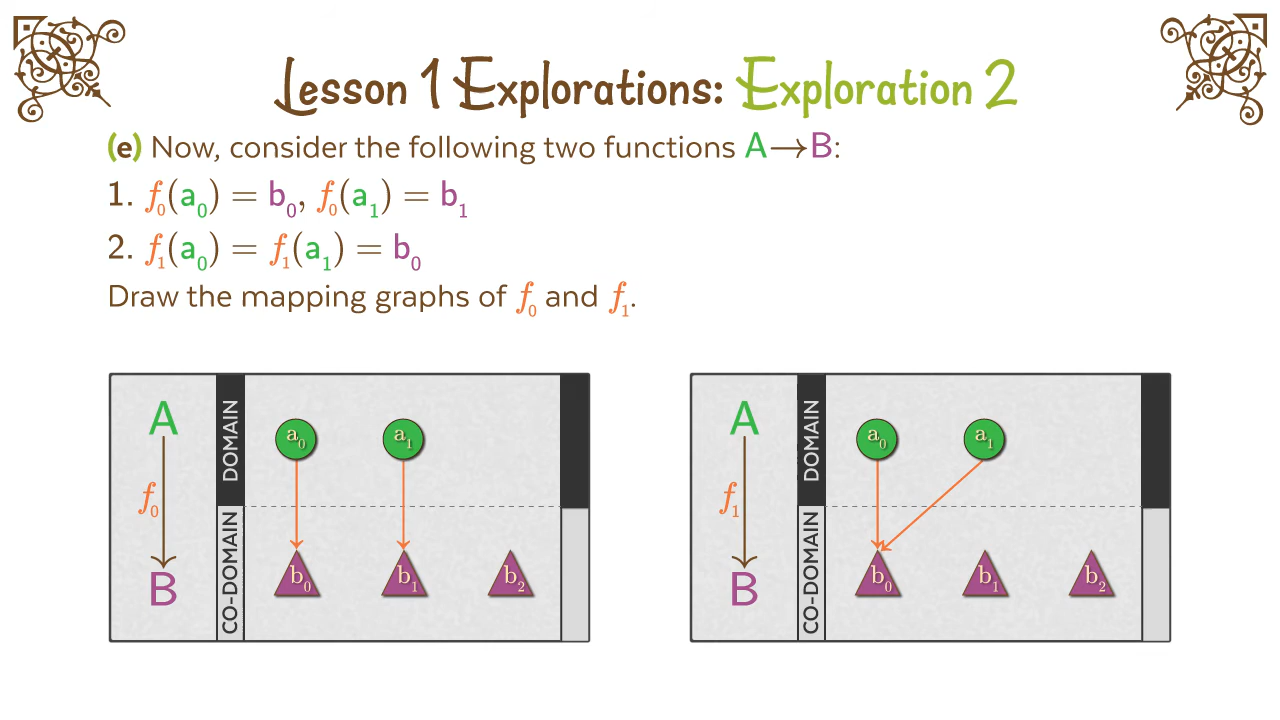 Lesson 1 Explorations: Exploration 2
(e) Now, consider the following two functions A→B:
1. f₀(a₀) = b₀, f₀(a₁) = b₁
2. f₁(a₀) = f₁(a₁) = b₀
Draw the mapping graphs of f₀ and f₁.
A
f₀
B
DOMAIN
CO-DOMAIN
a₀ a₁
b₀ b₁ b₂
A
f₁
B
DOMAIN
CO-DOMAIN
a₀ a₁
b₀ b₁ b₂